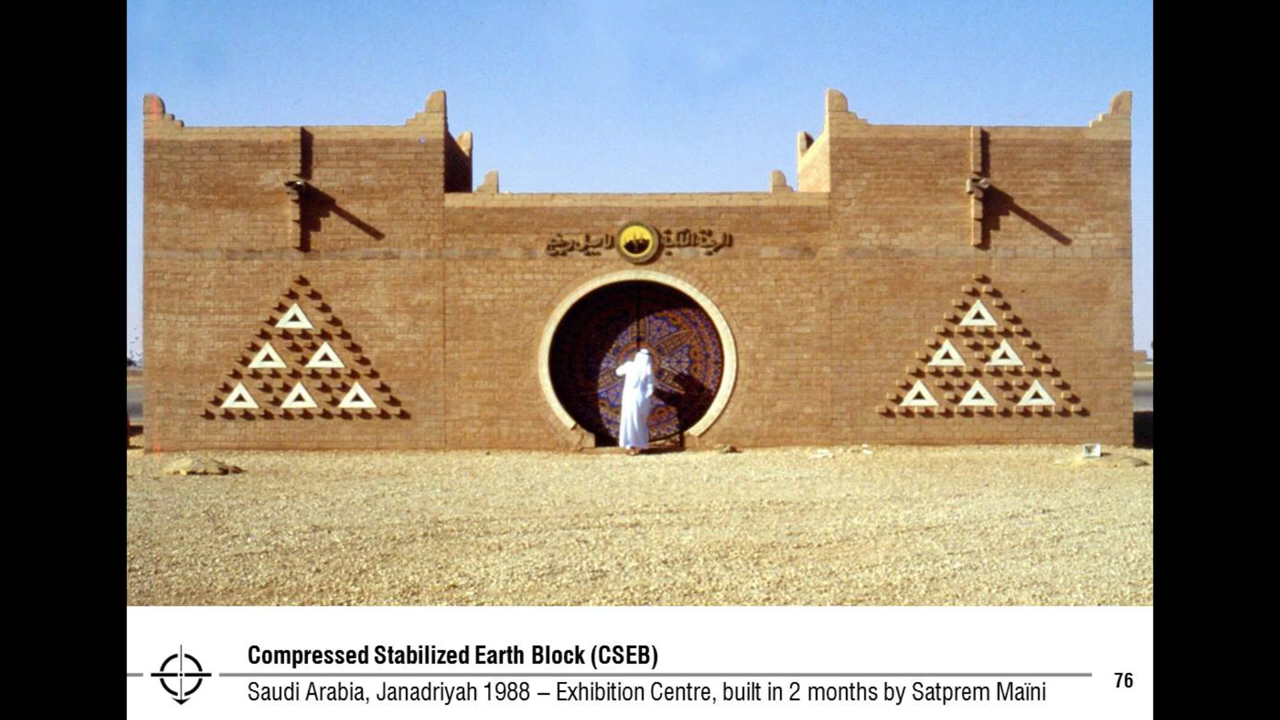 Compressed Stabilized Earth Block (CSEB)
Saudi Arabia, Janadriyah 1988 – Exhibition Centre, built in 2 months by Satprem Maïni
76